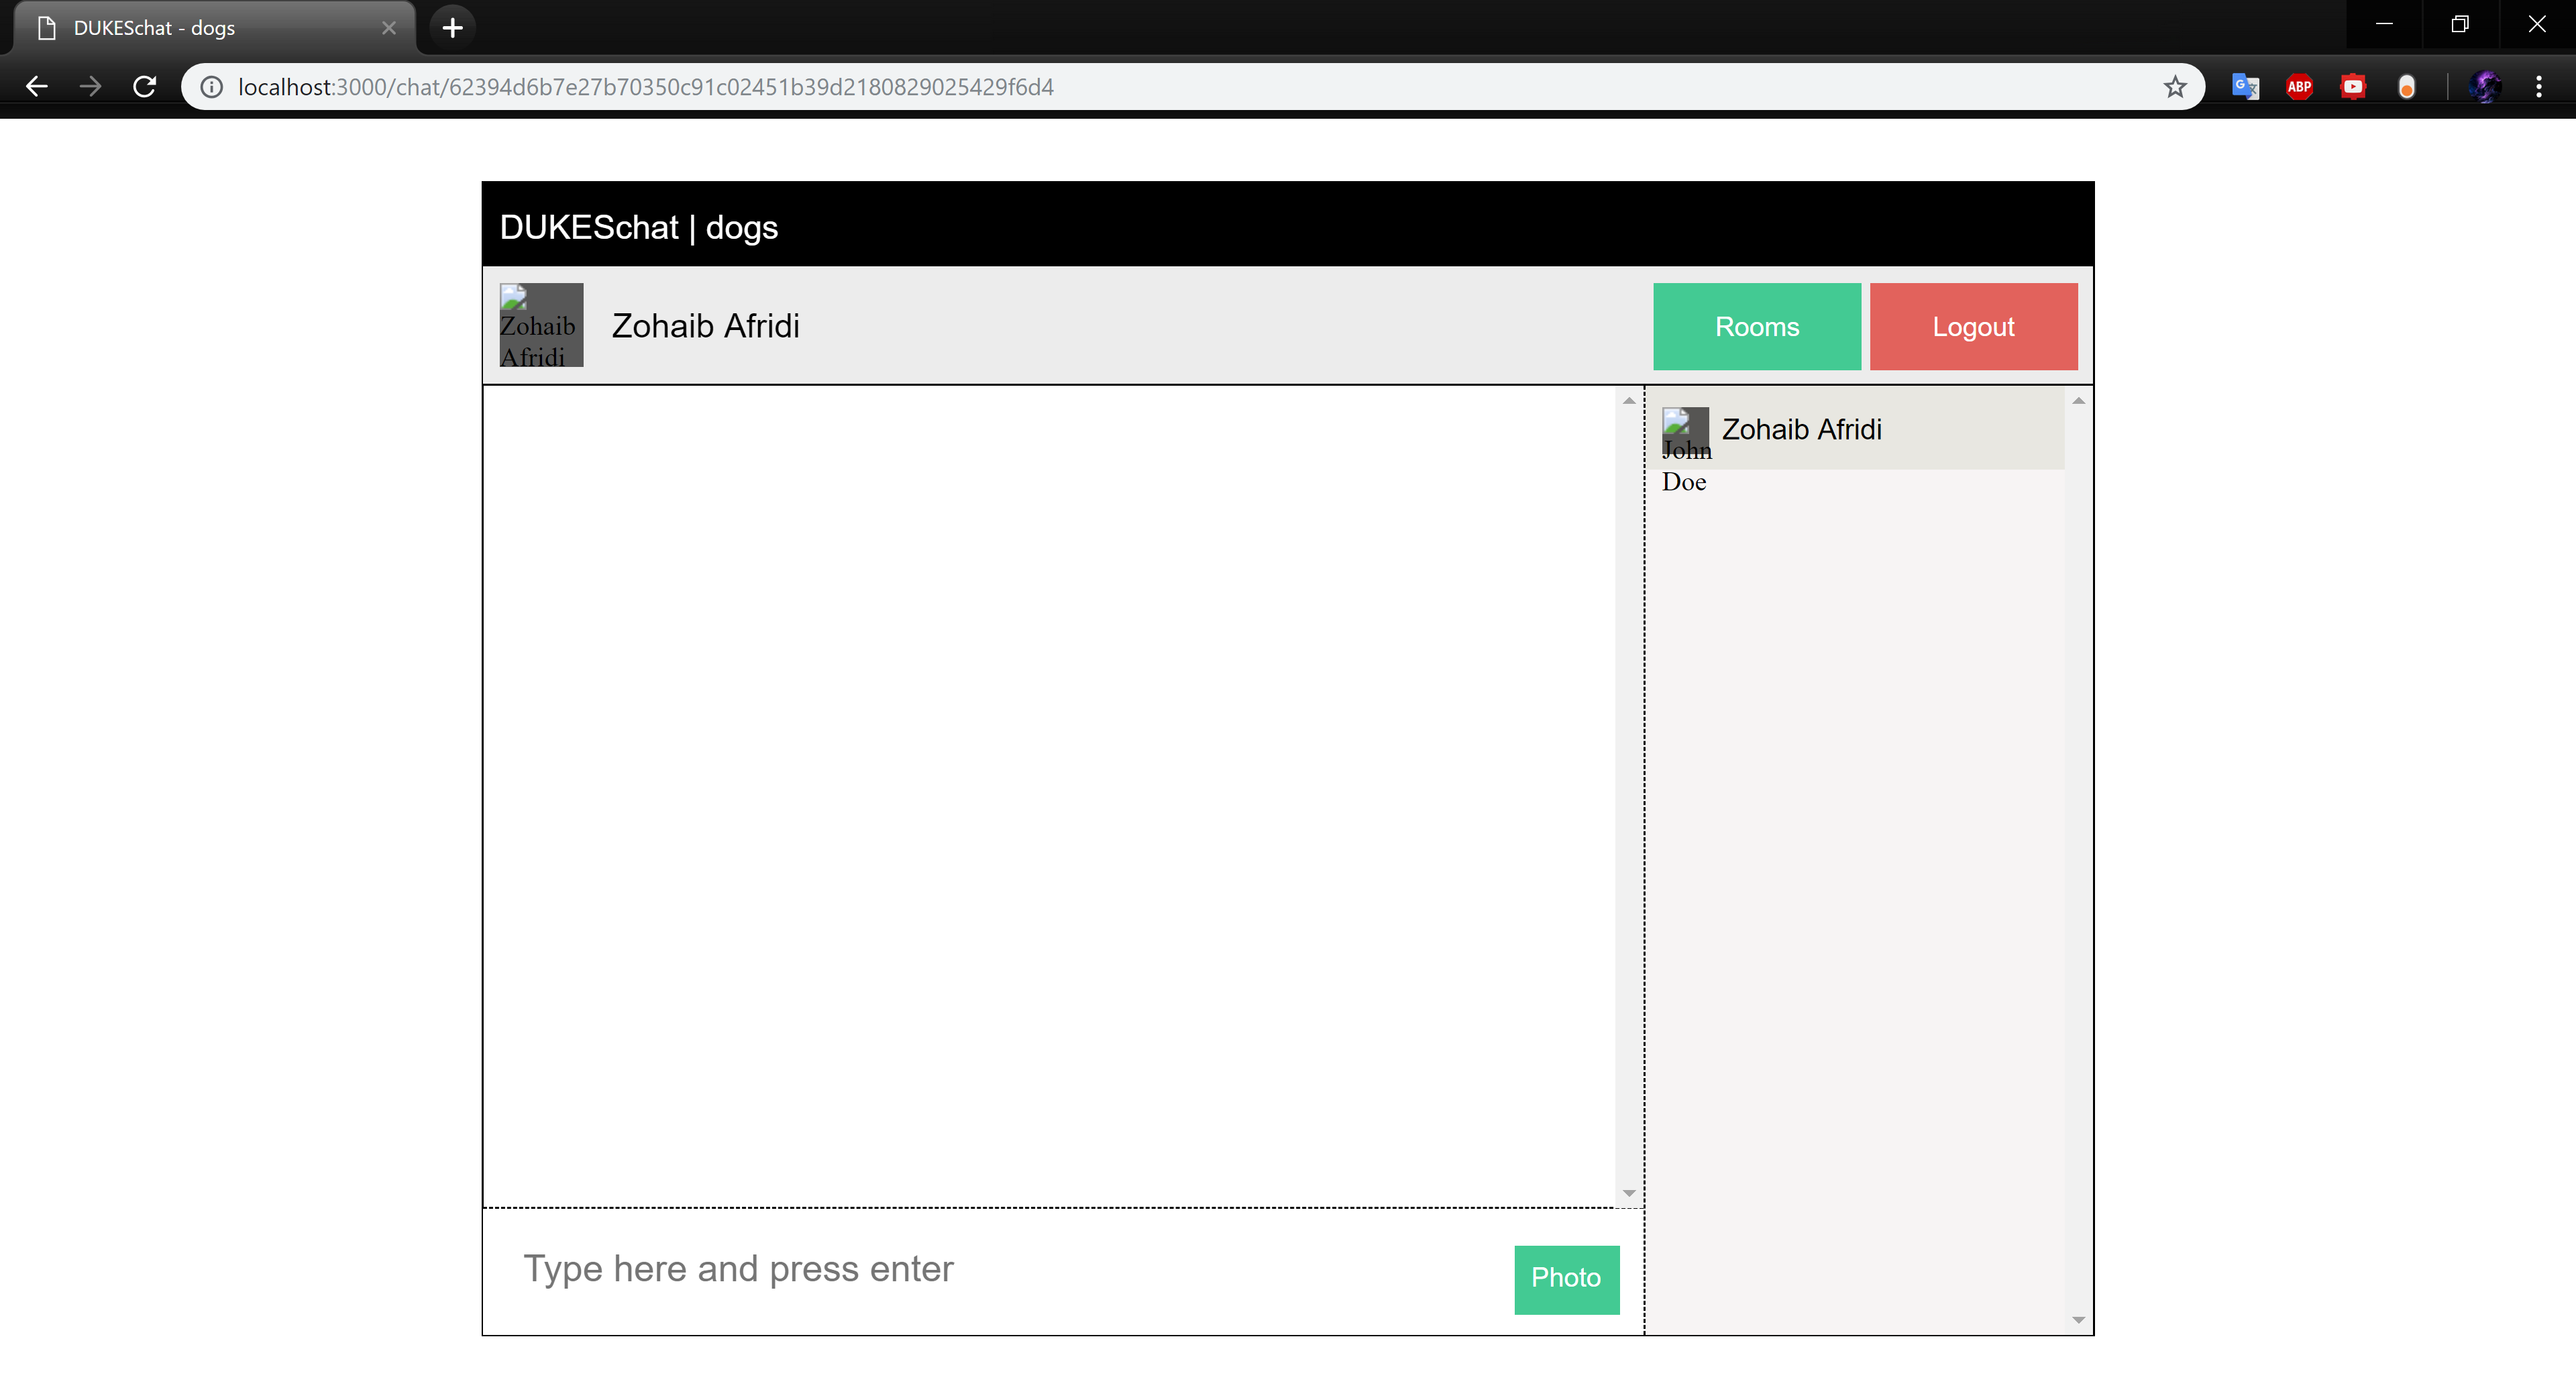 DUKESchat - dogs
localhost:3000/chat/62394d6b7e27b70350c91c02451b39d2180829025429f6d4
ABP
DUKESchat | dogs
Zohaib
Afridi
Zohaib Afridi
Rooms
Logout
John
Doe
Zohaib Afridi
Type here and press enter
Photo